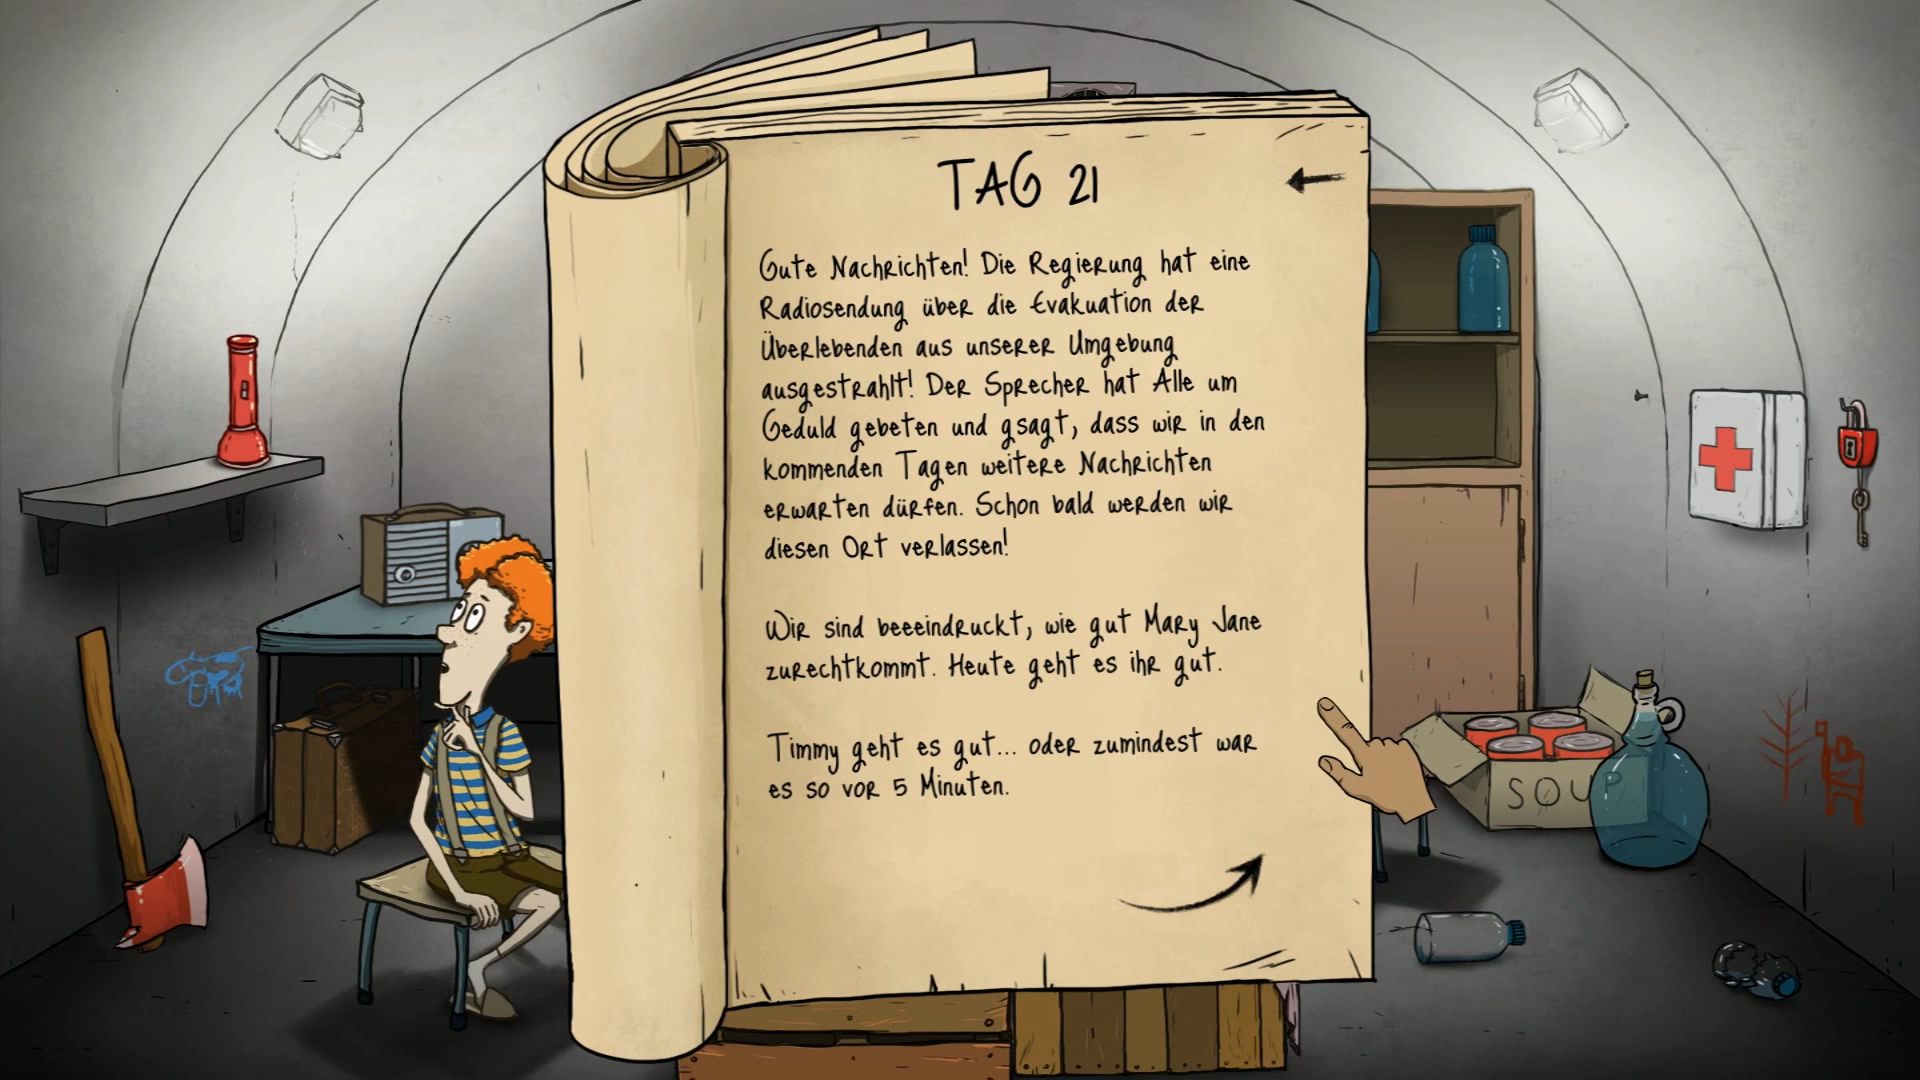 TAG 21
Gute Nachrichten! Die Regierung hat eine
Radiosendung über die Evakuation der
Überlebenden aus unserer Umgebung
ausgestrahlt! Der Sprecher hat Alle um
Geduld gebeten und gsagt, dass wir in den
kommenden Tagen weitere Nachrichten
erwarten dürfen. Schon bald werden wir
diesen Ort verlassen!
Wir sind beeeindruckt, wie gut Mary Jane
zurechtkommt. Heute geht es ihr gut.
Timmy geht es gut... oder zumindest war
es so vor 5 Minuten.
SOUP